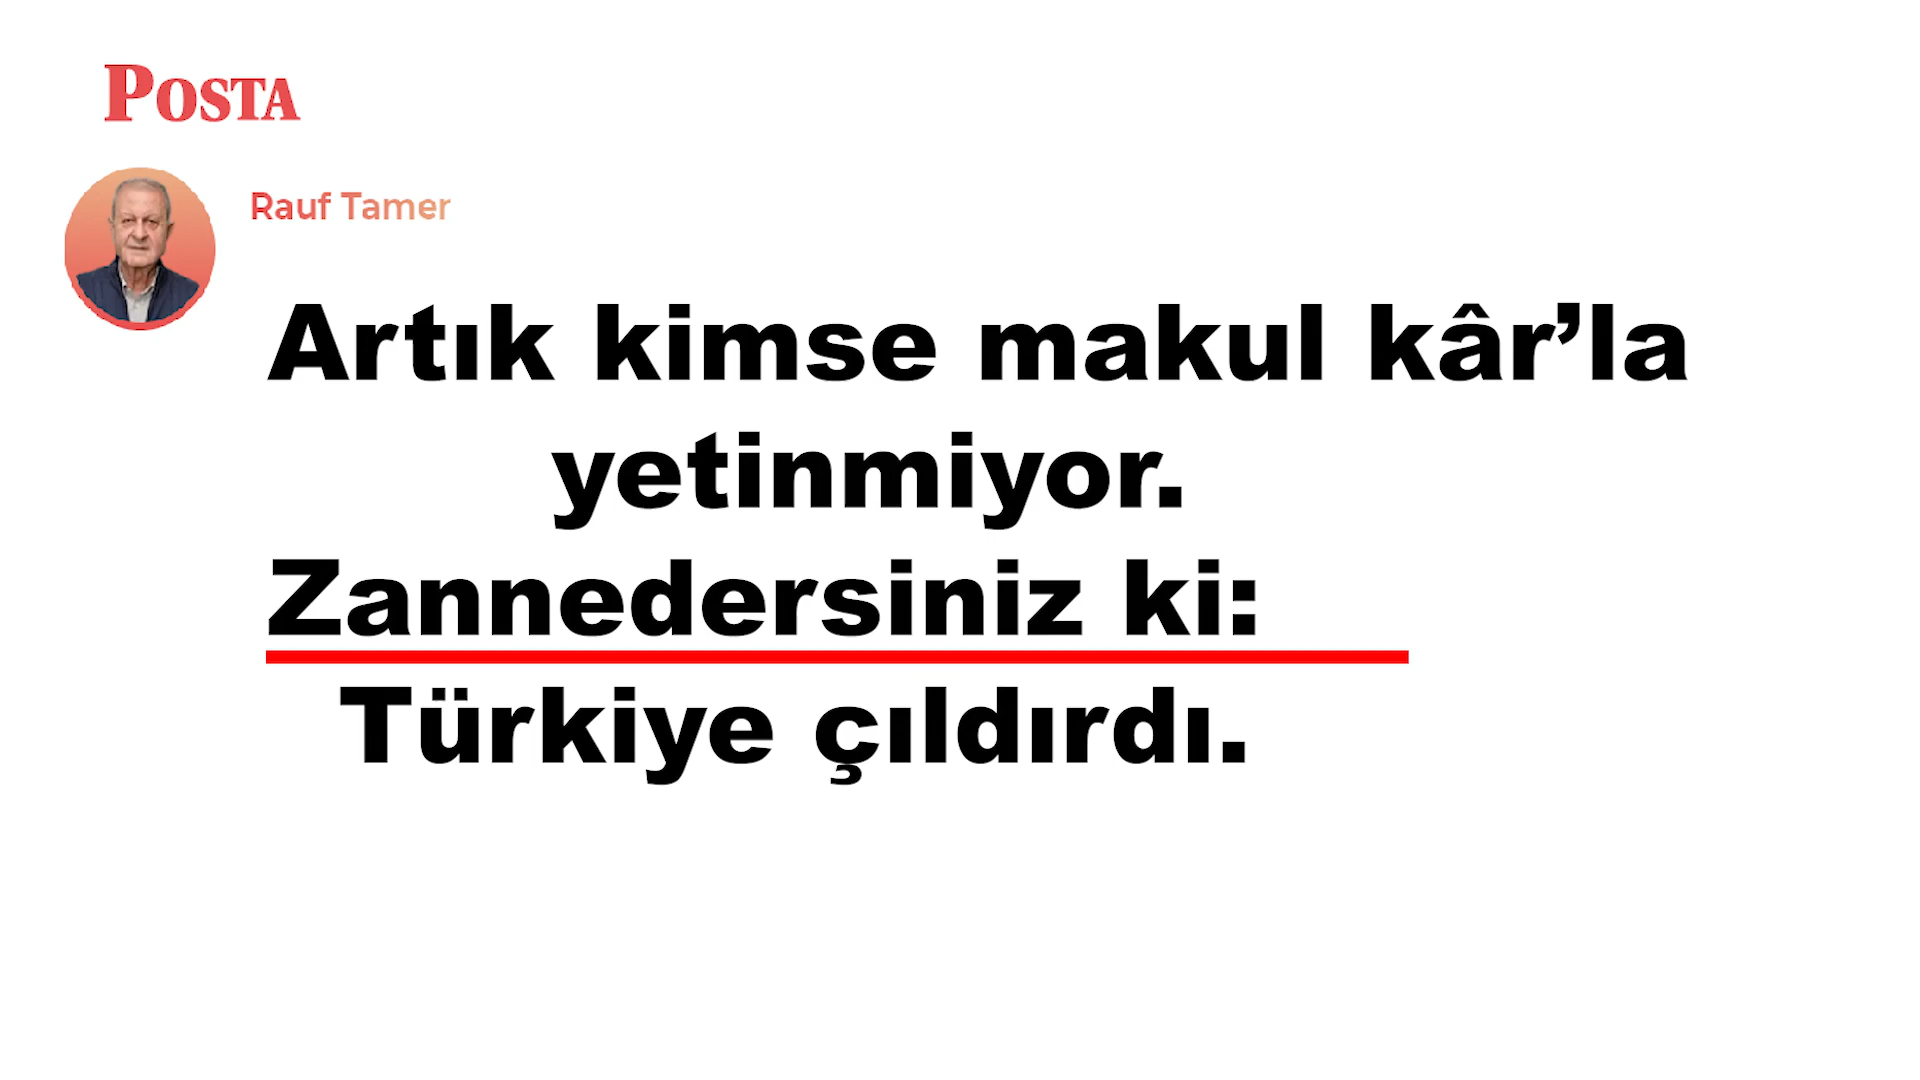 POSTA
Rauf Tamer
Artık kimse makul kâr’la
yetinmiyor.
Zannedersiniz ki:
Türkiye çıldırdı.